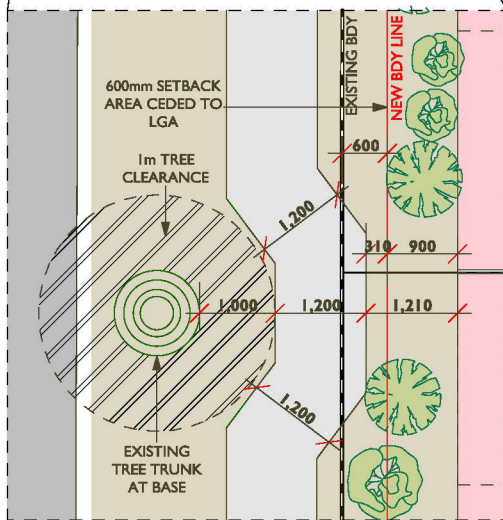 600mm SETBACK
AREA CEDED TO
LGA
1m TREE
CLEARANCE
EXISTING BDY
NEW BDY LINE
600
1,200
310
900
1,000
1,200
1,210
1,200
EXISTING
TREE TRUNK
AT BASE